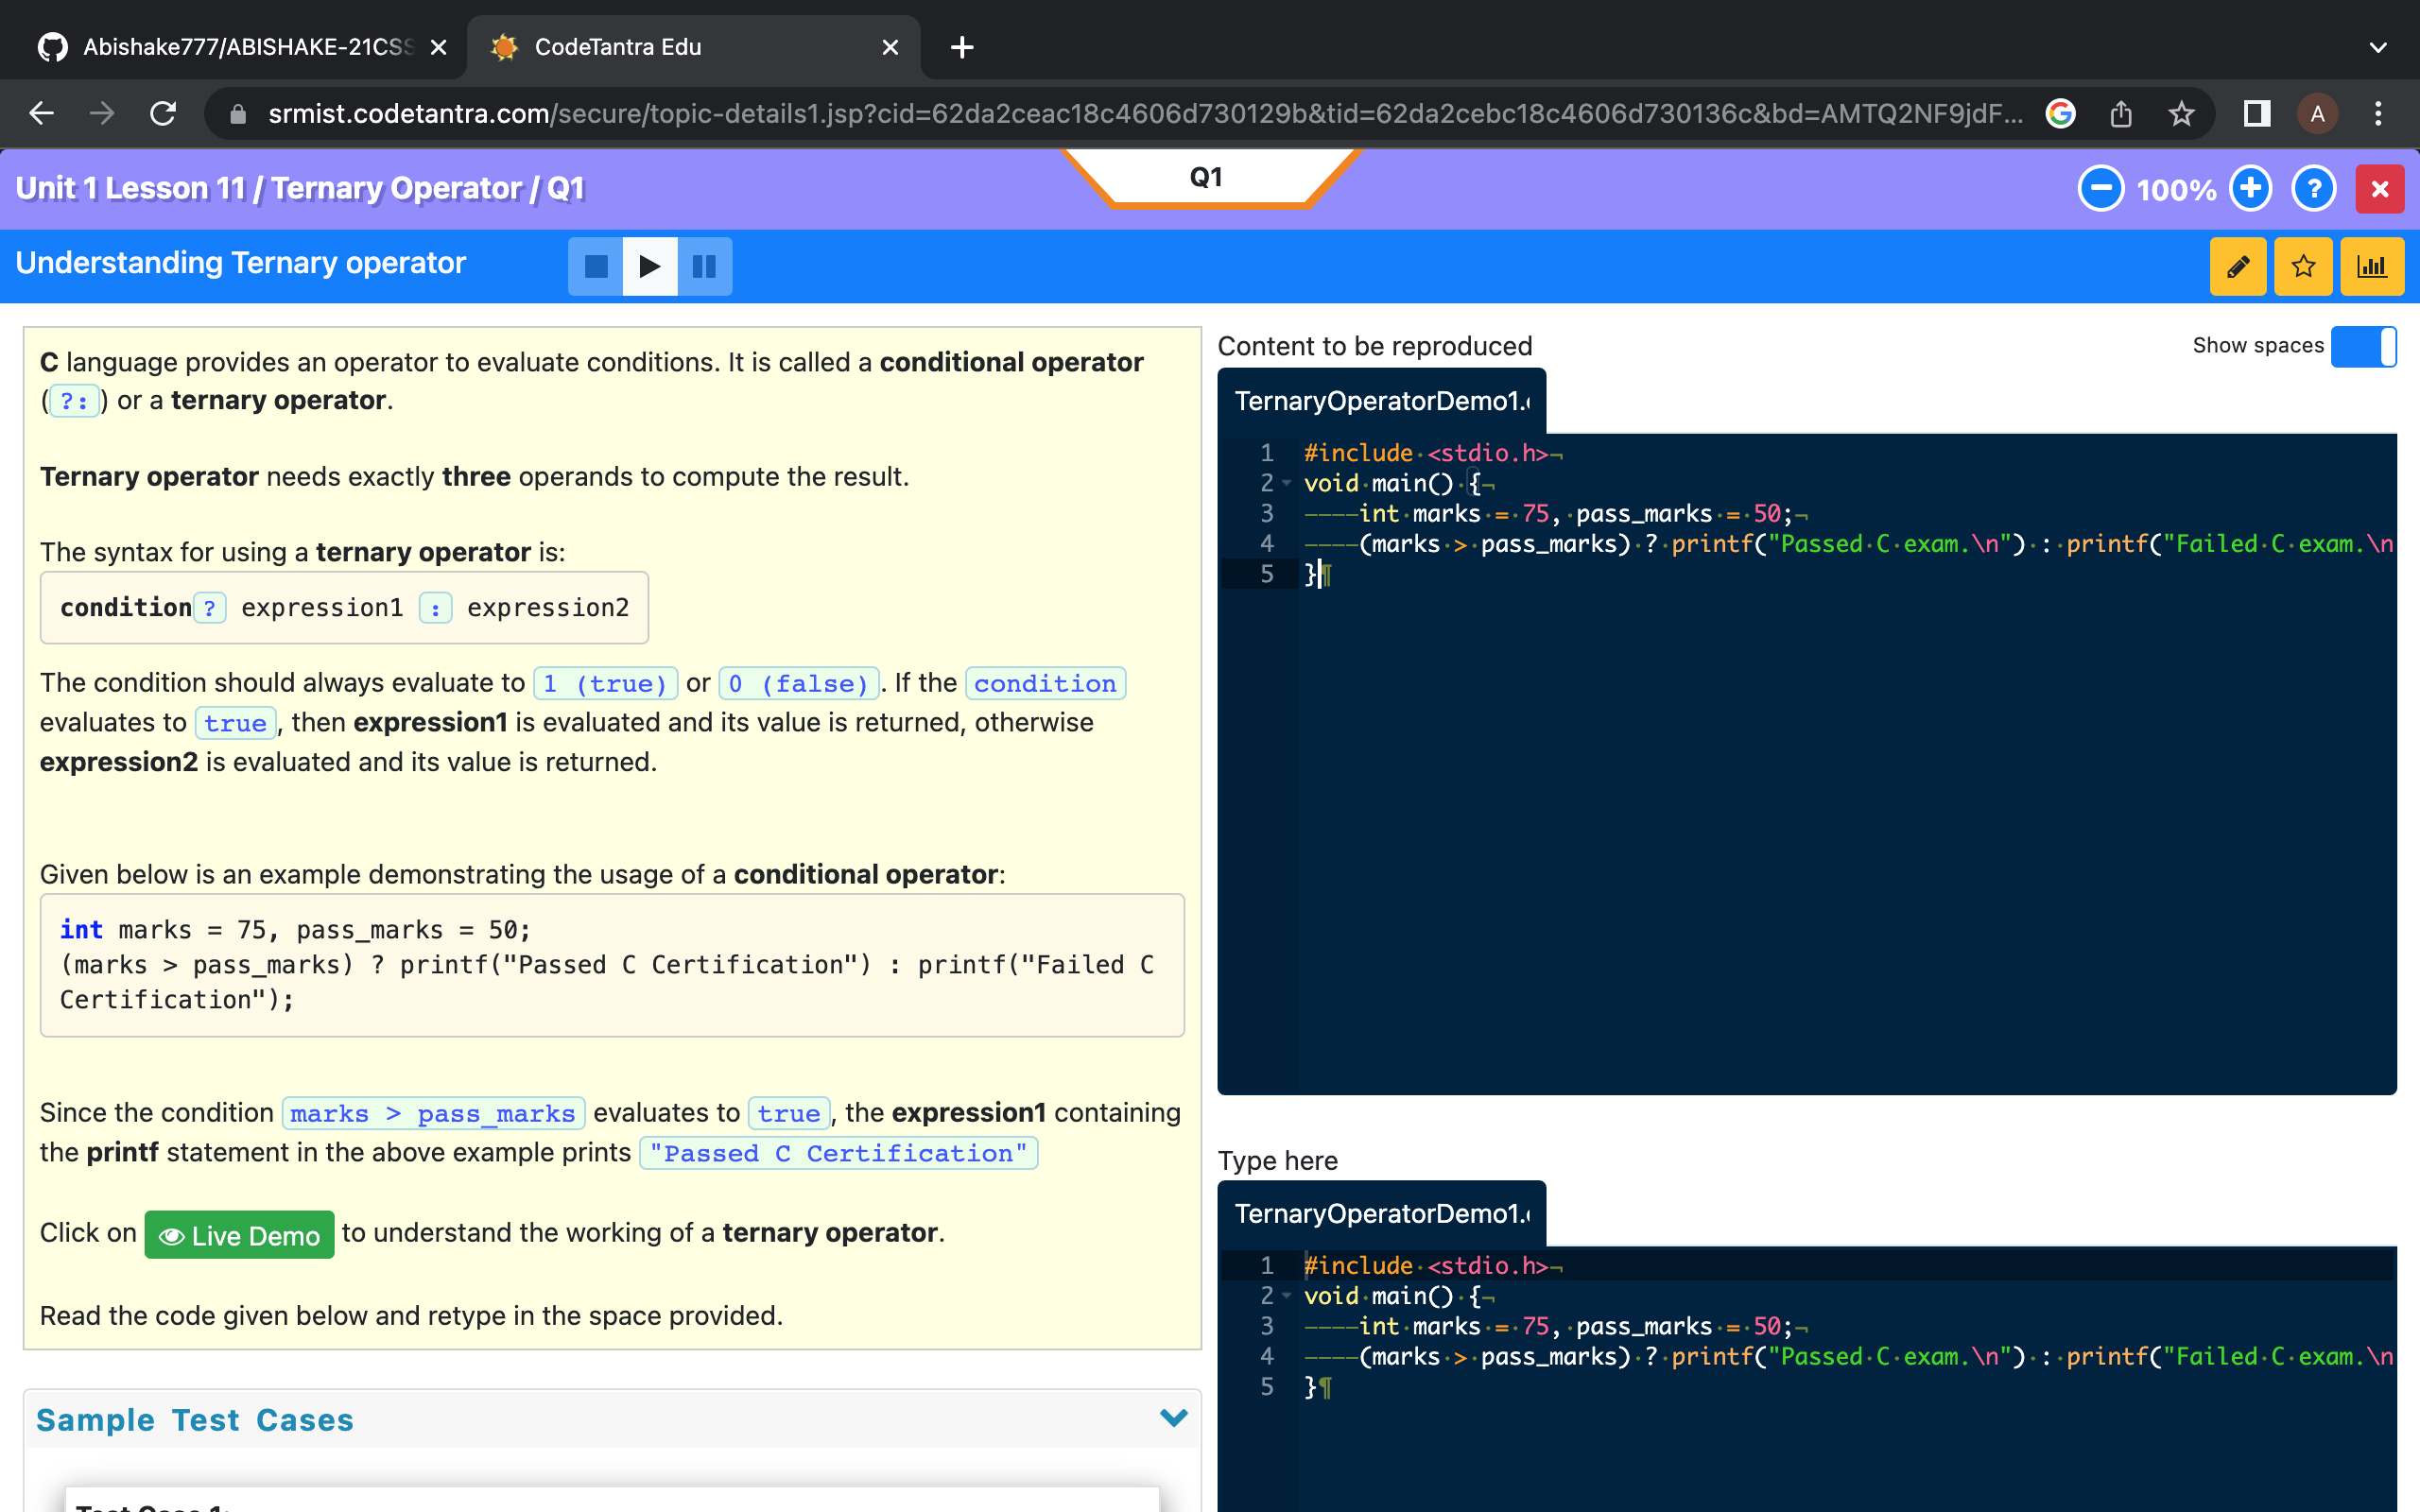 Abishake777/ABISHAKE-21CSS
CodeTantra Edu
srmist.codetantra.com/secure/topic-details1.jsp?cid=62da2ceac18c4606d730129b&tid=62da2cebc18c4606d730136c&bd=AMTQ2NF9jdF...
A
Unit 1 Lesson 11 / Ternary Operator / Q1
Q1
100%
?
Understanding Ternary operator
C language provides an operator to evaluate conditions. It is called a conditional operator
(?:) or a ternary operator.
Ternary operator needs exactly three operands to compute the result.
The syntax for using a ternary operator is:
condition? expression1 : expression2
The condition should always evaluate to 1 (true) or 0 (false). If the condition
evaluates to true, then expression1 is evaluated and its value is returned, otherwise
expression2 is evaluated and its value is returned.
Given below is an example demonstrating the usage of a conditional operator:
int marks = 75, pass_marks = 50;
(marks > pass_marks) ? printf("Passed C Certification") : printf("Failed C
Certification");
Since the condition marks > pass_marks evaluates to true, the expression1 containing
the printf statement in the above example prints "Passed C Certification"
Click on Live Demo to understand the working of a ternary operator.
Read the code given below and retype in the space provided.
Sample Test Cases
Test Case 1:
Content to be reproduced
Show spaces
TernaryOperatorDemo1.
1 #include·<stdio.h>¬
2 void·main()·{¬
3 ————int·marks·=·75,·pass_marks·=·50;¬
4 ————(marks·>·pass_marks)·?·printf("Passed·C·exam.\n")·:·printf("Failed·C·exam.\n
5 }¶
Type here
TernaryOperatorDemo1.
1 #include·<stdio.h>¬
2 void·main()·{¬
3 ————int·marks·=·75,·pass_marks·=·50;¬
4 ————(marks·>·pass_marks)·?·printf("Passed·C·exam.\n")·:·printf("Failed·C·exam.\n
5 }¶